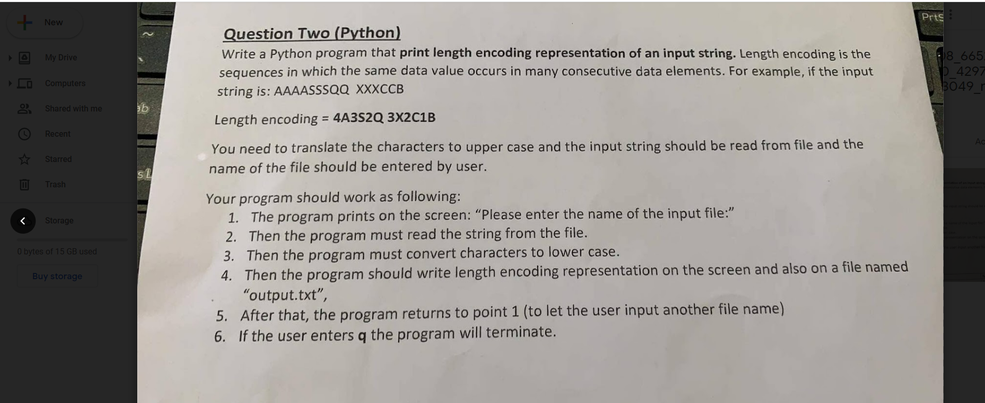 New
My Drive
Computers
Shared with me
Recent
Starred
Trash
Storage
0 bytes of 15 GB used
Buy storage
Question Two (Python)
Write a Python program that print length encoding representation of an input string. Length encoding is the
sequences in which the same data value occurs in many consecutive data elements. For example, if the input
string is: AAAASSSQQ XXXCCB
Length encoding = 4A3S2Q 3X2C1B
You need to translate the characters to upper case and the input string should be read from file and the
name of the file should be entered by user.
Your program should work as following:
1. The program prints on the screen: “Please enter the name of the input file:”
2. Then the program must read the string from the file.
3. Then the program must convert characters to lower case.
4. Then the program should write length encoding representation on the screen and also on a file named
“output.txt”,
5. After that, the program returns to point 1 (to let the user input another file name)
6. If the user enters q the program will terminate.